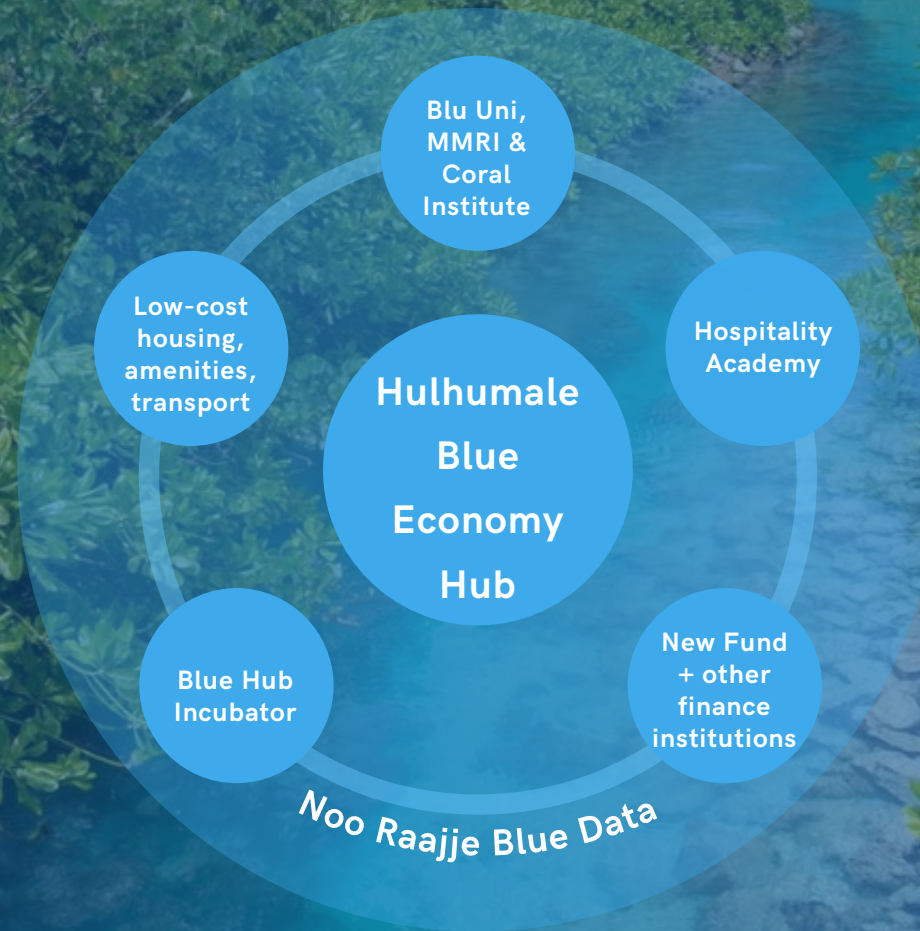 Blu Uni,
MMRI &
Coral
Institute
Low-cost
housing,
amenities,
transport
Hospitality
Academy
Hulhumale
Blue
Economy
Hub
Blue Hub
Incubator
New Fund
+ other
finance
institutions
Noo Raajje Blue Data